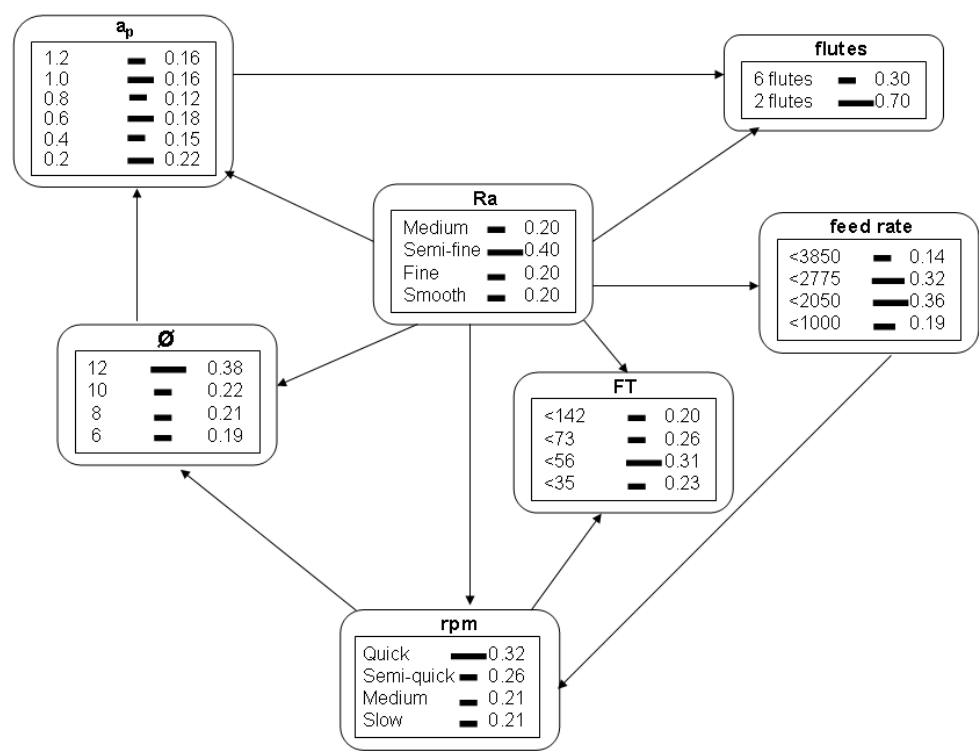 ap
1.2 0.16
1.0 0.16
0.8 0.12
0.6 0.18
0.4 0.15
0.2 0.22
flutes
6 flutes 0.30
2 flutes 0.70
Ra
Medium 0.20
Semi-fine 0.40
Fine 0.20
Smooth 0.20
feed rate
<3850 0.14
<2775 0.32
<2050 0.36
<1000 0.19
Ø
12 0.38
10 0.22
8 0.21
6 0.19
FT
<142 0.20
<73 0.26
<56 0.31
<35 0.23
rpm
Quick 0.32
Semi-quick 0.26
Medium 0.21
Slow 0.21